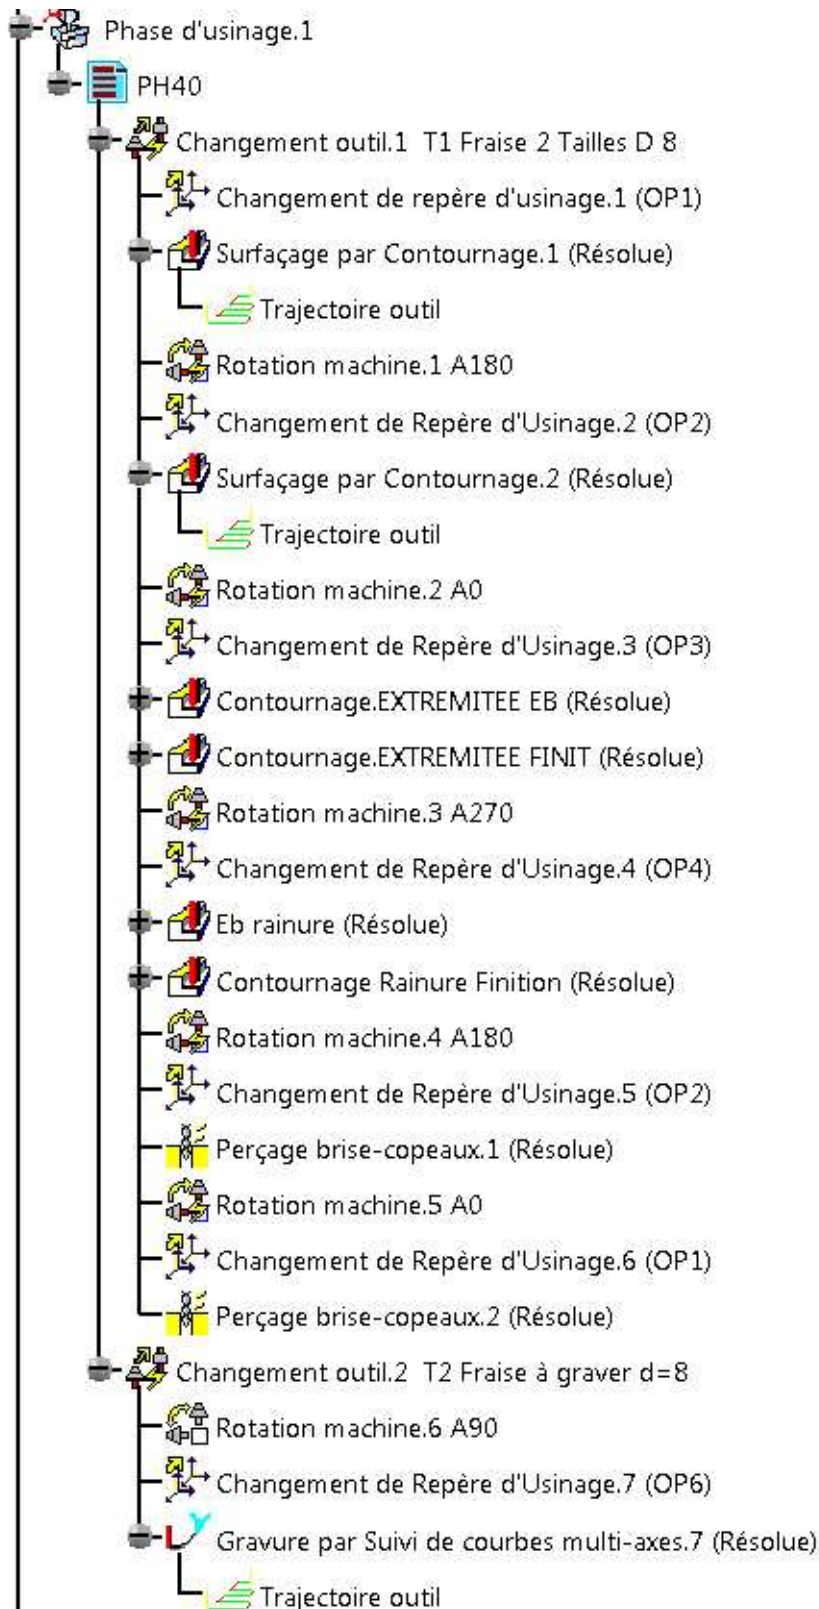 Phase d'usinage.1
PH40
Changement outil.1 T1 Fraise 2 Tailles D 8
Changement de repère d'usinage.1 (OP1)
Surfaçage par Contournage.1 (Résolue)
Trajectoire outil
Rotation machine.1 A180
Changement de Repère d'Usinage.2 (OP2)
Surfaçage par Contournage.2 (Résolue)
Trajectoire outil
Rotation machine.2 A0
Changement de Repère d'Usinage.3 (OP3)
Contournage.EXTREMITEE EB (Résolue)
Contournage.EXTREMITEE FINIT (Résolue)
Rotation machine.3 A270
Changement de Repère d'Usinage.4 (OP4)
Eb rainure (Résolue)
Contournage Rainure Finition (Résolue)
Rotation machine.4 A180
Changement de Repère d'Usinage.5 (OP2)
Perçage brise-copeaux.1 (Résolue)
Rotation machine.5 A0
Changement de Repère d'Usinage.6 (OP1)
Perçage brise-copeaux.2 (Résolue)
Changement outil.2 T2 Fraise à graver d=8
Rotation machine.6 A90
Changement de Repère d'Usinage.7 (OP6)
Gravure par Suivi de courbes multi-axes.7 (Résolue)
Trajectoire outil